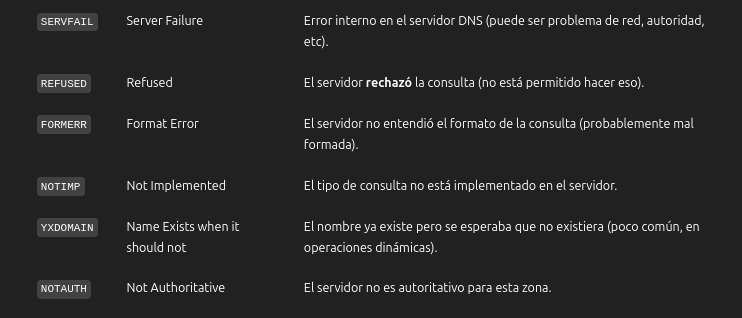 SERVFAIL Server Failure Error interno en el servidor DNS (puede ser problema de red, autoridad,
etc).
REFUSED Refused El servidor rechazó la consulta (no está permitido hacer eso).
FORMERR Format Error El servidor no entendió el formato de la consulta (probablemente mal
formada).
NOTIMP Not Implemented El tipo de consulta no está implementado en el servidor.
YXDOMAIN Name Exists when it El nombre ya existe pero se esperaba que no existiera (poco común, en
should not operaciones dinámicas).
NOTAUTH Not Authoritative El servidor no es autoritativo para esta zona.